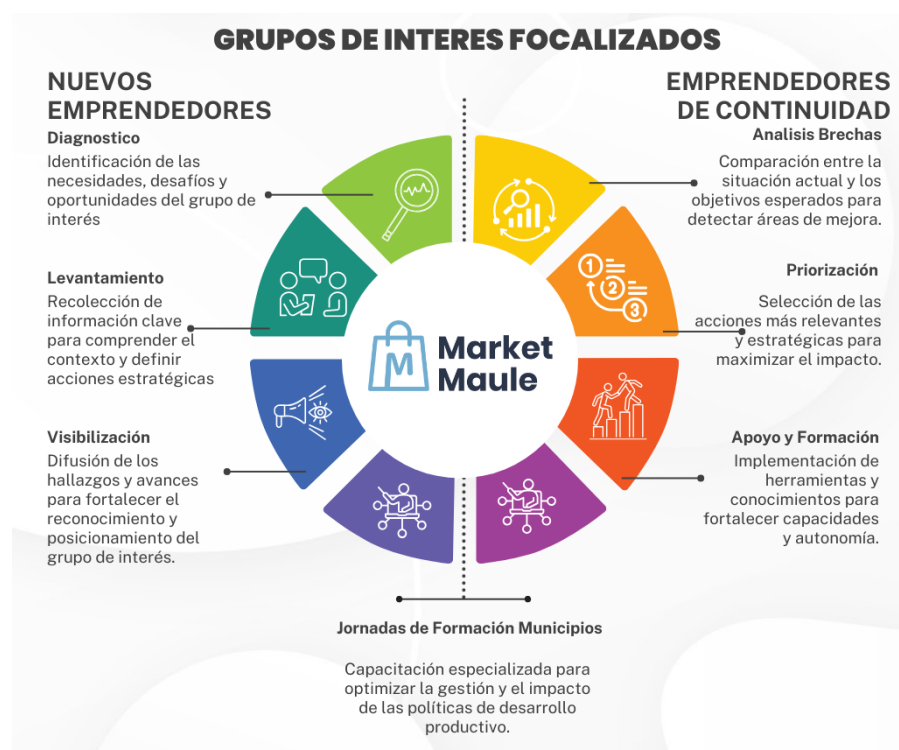 GRUPOS DE INTERES FOCALIZADOS
NUEVOS
EMPRENDEDORES
Diagnostico
Identificación de las
necesidades, desafíos y
oportunidades del grupo de
interés
Levantamiento
Recolección de
información clave
para comprender el
contexto y definir
acciones estratégicas
Visibilización
Difusión de los
hallazgos y avances
para fortalecer el
reconocimiento y
posicionamiento del
grupo de interés.
EMPRENDEDORES
DE CONTINUIDAD
Analisis Brechas
Comparación entre la
situación actual y los
objetivos esperados para
detectar áreas de mejora.
Priorización
Selección de las
acciones más relevantes
y estratégicas para
maximizar el impacto.
Apoyo y Formación
Implementación de
herramientas y
conocimientos para
fortalecer capacidades
y autonomía.
1
2
3
M
Market
Maule
Jornadas de Formación Municipios
Capacitación especializada para
optimizar la gestión y el impacto
de las políticas de desarrollo
productivo.